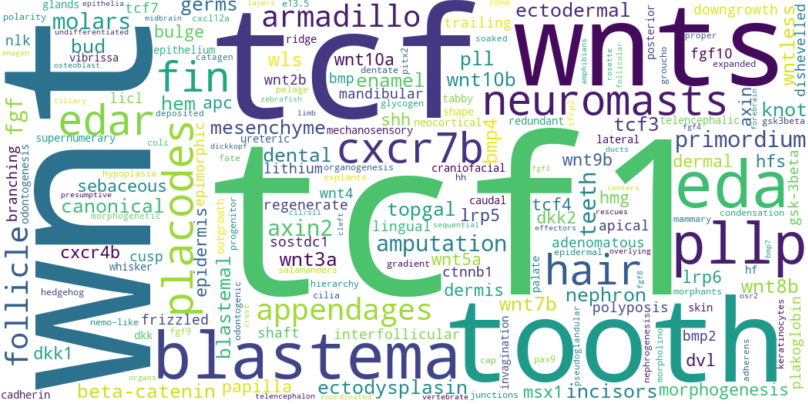 tcf1
wnt
wnts
tcf
tooth
blastema
eda
pllp
hair
cxcr7b
neuromasts
edar
fin
placodes
follicle
armadillo
appendages
molars
bud
canonical
primordium
amputation
mesenchyme
topgal
axin2
wnt3a
ectodysplasin
beta-catenin
morphogenesis
incisors
nephron
teeth
fgf
bulge
germs
tcf7
nlk
vibrissa
epithelium
hem
apc
licl
wls
wnt2b
bmp
wnt10a
wnt10b
enamel
mandibular
pll
trailing
ectodermal
downgrowth
posterior
fgf10
groucho
expanded
proper
wntless
dishevelled
axin
knot
gsk3beta
gsk-3beta
forebrain
tcf3
telencephalic
fgf4
lateral
dermal
hfs
ducts
wnt9b
redundant
bmp4
shh
tabby
shape
glycogen
neocortical
dentate
pitx2
soaked
zone
layers
e13.5
ridge
pelage
zebrafish
limb
catagen
anagen
osteoblast
undifferentiated
midbrain
polarity
glands
epithelia
cxcl12a
ciliary
deposited
supernumerary
coli
branching
odontogenesis
hypoplasia
presumptive
morphogenetic
sebaceous
cxcr4b
cusp
whisker
hedgehog
nemo-like
frizzled
dkk
dkk1
fgf9
organs
cadherin
epidermis
epimorphic
blastemal
outgrowth
progenitor
odontogenic
crest
fate
dickkopf
ureteric
mechanosensory
dental
lithium
organogenesis
explants
regenerate
wnt4
sostdc1
cl1/sll
cleft
lingual
sequential
lrp5
craniofacial
hh
caudal
wnt5a
gradient
ctnnb1
salamanders
hierarchy
cilia
dermis
shaft
interfollicular
papilla
telencephalon
coordinated
vertebrate
junctions
msx1
invagination
cap
pax9
pseudoglandular
nephrogenesis
morpholino
polyposis
wnt7b
palate
fgf8
fgf3
adenomatous
epidermal
overlying
apical
rescues
effectors
centers
tcf4
dkk2
hmg
mammary
condensation
bmp7
lrp6
hf
wnt8b
morphants
osr2
skin
bmp2
dvl
adherens
keratinocytes
plakoglobin
amphibians
rosette
follicular
sfrp2